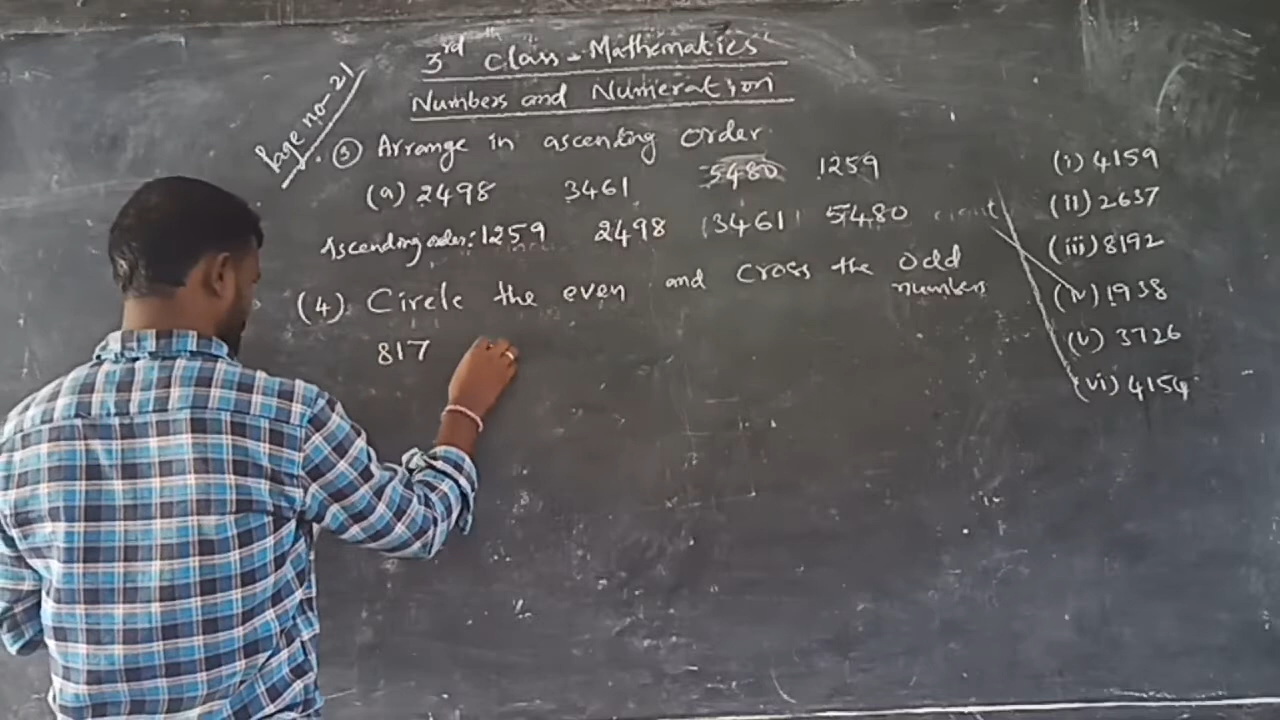 3rd Class - Mathematics
Numbers and Numeration
Page no- 21
(3) Arrange in ascending order.
(a) 2498 3461 5480 1259
Ascending order: 1259 2498 3461 5480
(4). Circle the even and cross the odd numbers
817
(i) 4159
(ii) 2637
(iii) 8192
(iv) 1938
(v) 3726
(vi) 4154